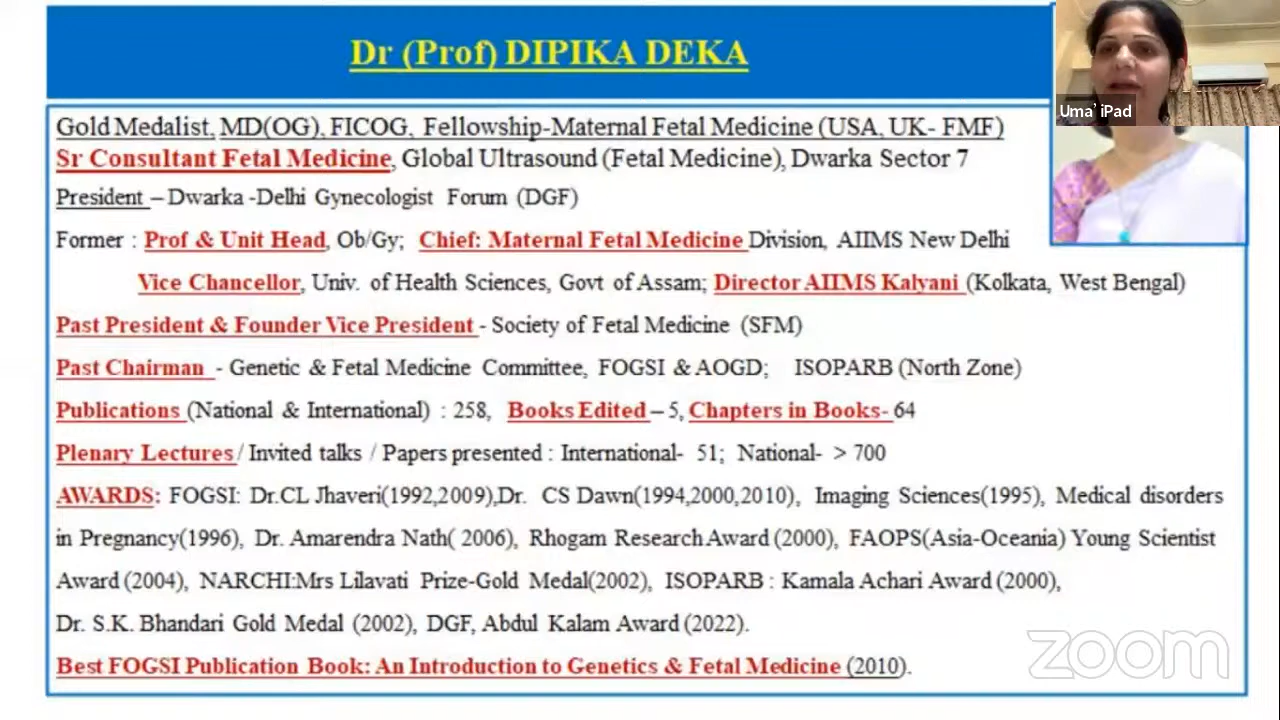 Dr (Prof) DIPIKA DEKA
Uma' iPad
Gold Medalist, MD(OG), FICOG, Fellowship-Maternal Fetal Medicine (USA, UK- FMF)
Sr Consultant Fetal Medicine, Global Ultrasound (Fetal Medicine), Dwarka Sector 7
President – Dwarka -Delhi Gynecologist Forum (DGF)
Former : Prof & Unit Head, Ob/Gy; Chief: Maternal Fetal Medicine Division, AIIMS New Delhi
Vice Chancellor, Univ. of Health Sciences, Govt of Assam; Director AIIMS Kalyani (Kolkata, West Bengal)
Past President & Founder Vice President - Society of Fetal Medicine (SFM)
Past Chairman - Genetic & Fetal Medicine Committee, FOGSI & AOGD; ISOPARB (North Zone)
Publications (National & International) : 258, Books Edited – 5, Chapters in Books- 64
Plenary Lectures / Invited talks / Papers presented : International- 51; National- > 700
AWARDS: FOGSI: Dr.CL Jhaveri(1992,2009),Dr. CS Dawn(1994,2000,2010), Imaging Sciences(1995), Medical disorders
in Pregnancy(1996), Dr. Amarendra Nath( 2006), Rhogam Research Award (2000), FAOPS(Asia-Oceania) Young Scientist
Award (2004), NARCHI:Mrs Lilavati Prize-Gold Medal(2002), ISOPARB : Kamala Achari Award (2000),
Dr. S.K. Bhandari Gold Medal (2002), DGF, Abdul Kalam Award (2022).
Best FOGSI Publication Book: An Introduction to Genetics & Fetal Medicine (2010).
zoom